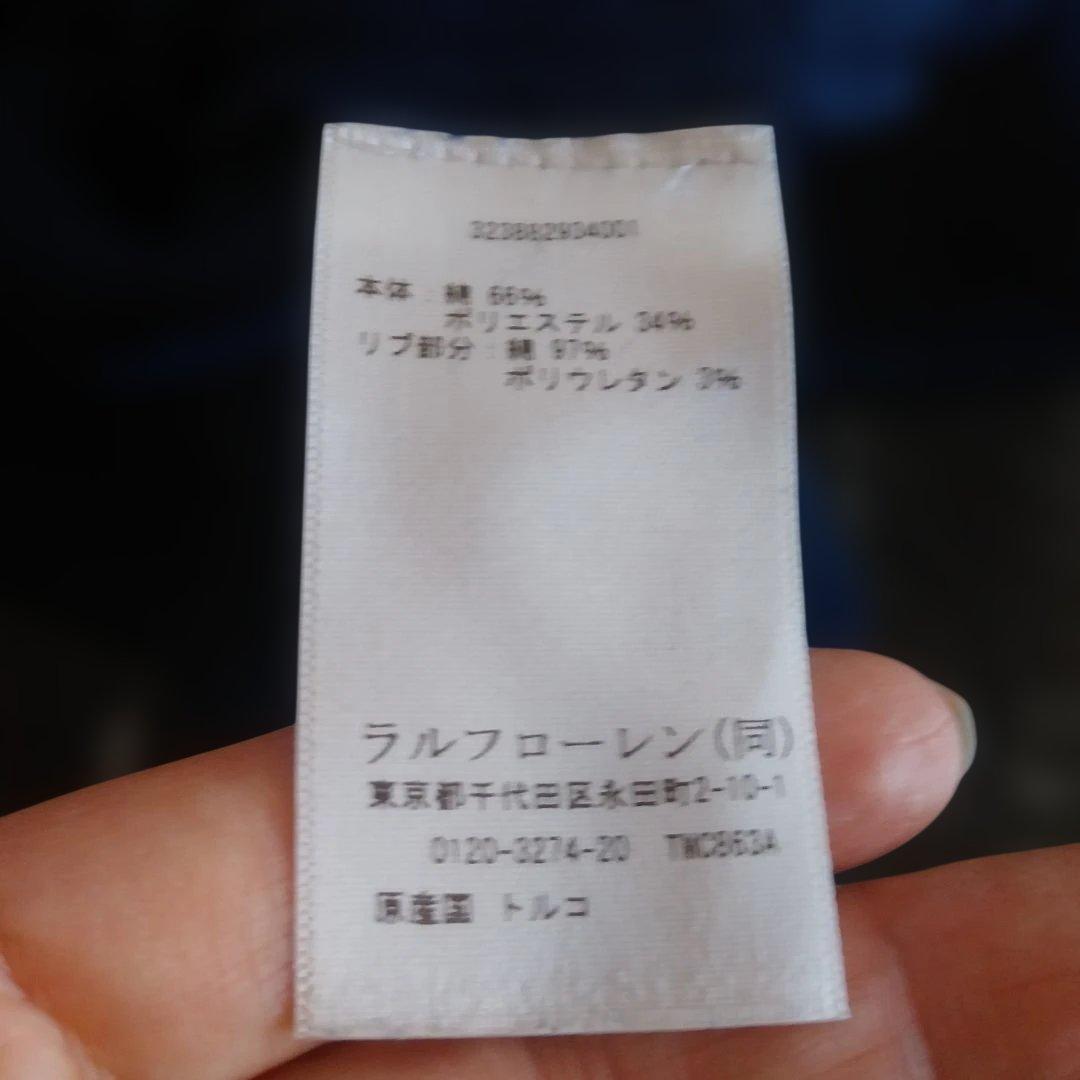 323882934001
本体：綿 66%
ポリエステル 34%
リブ部分：綿 97%
ポリウレタン 3%
ラルフローレン(同)
東京都千代田区永田町2-10-1
0120-3274-20 TWC863A
原産国 トルコ